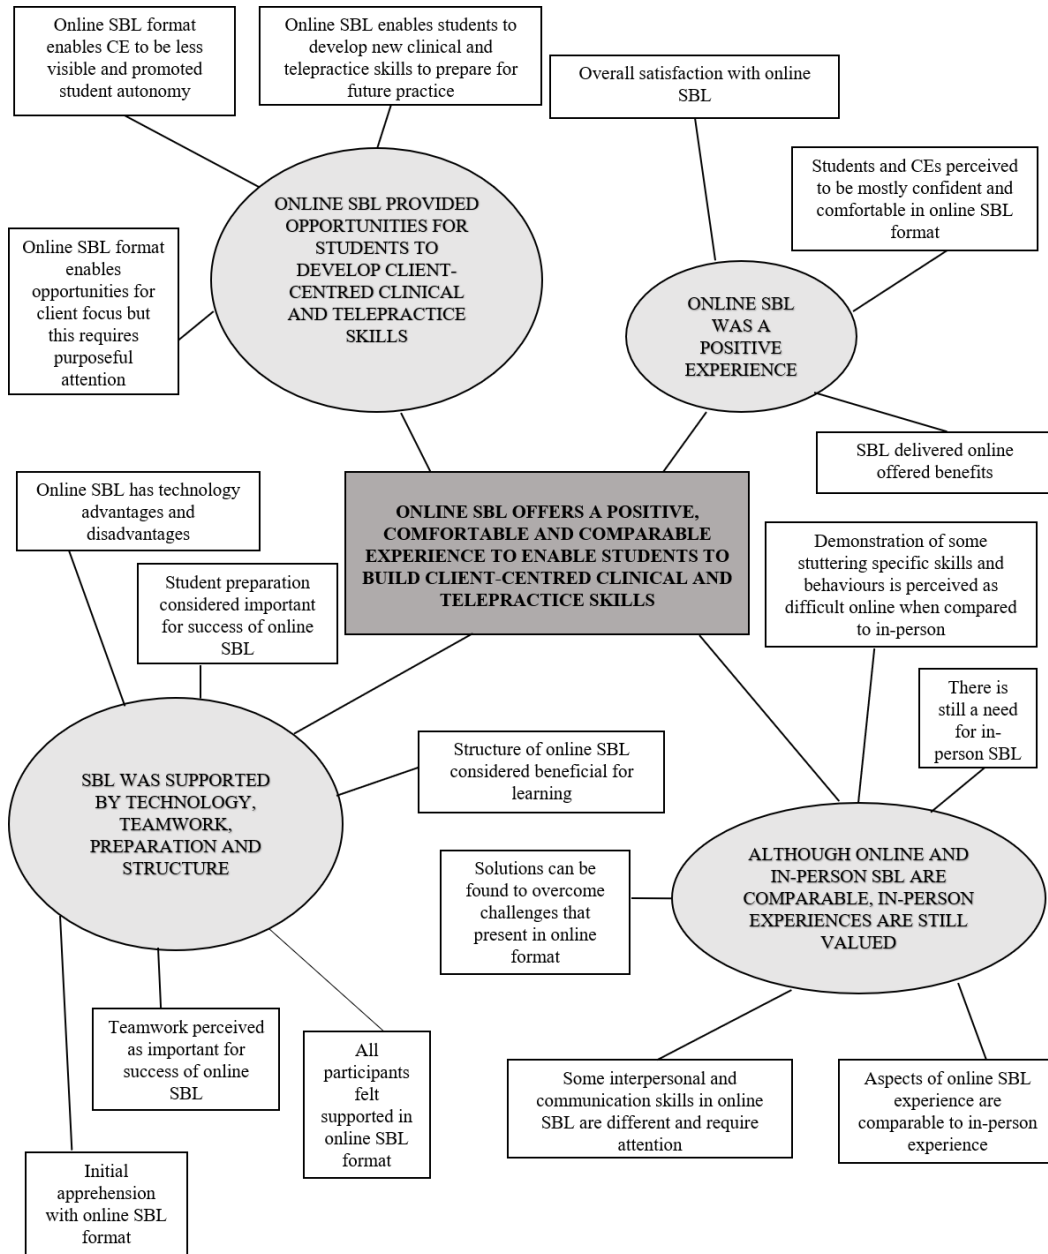 Online SBL format
enables CE to be less
visible and promoted
student autonomy
Online SBL enables students to
develop new clinical and
telepractice skills to prepare for
future practice
Overall satisfaction with online
SBL
Students and CEs perceived
to be mostly confident and
comfortable in online SBL
format
Online SBL format
enables
opportunities for
client focus but
this requires
purposeful
attention
ONLINE SBL PROVIDED
OPPORTUNITIES FOR
STUDENTS TO
DEVELOP CLIENT-
CENTRED CLINICAL
AND TELEPRACTICE
SKILLS
ONLINE SBL
WAS A
POSITIVE
EXPERIENCE
SBL delivered online
offered benefits
Online SBL has technology
advantages and
disadvantages
ONLINE SBL OFFERS A POSITIVE,
COMFORTABLE AND COMPARABLE
EXPERIENCE TO ENABLE STUDENTS TO
BUILD CLIENT-CENTRED CLINICAL AND
TELEPRACTICE SKILLS
Demonstration of some
stuttering specific skills and
behaviours is perceived as
difficult online when compared
to in-person
Student preparation
considered important
for success of online
SBL
There is
still a need
for in-
person SBL
Structure of online SBL
considered beneficial for
learning
SBL WAS SUPPORTED
BY TECHNOLOGY,
TEAMWORK,
PREPARATION AND
STRUCTURE
Solutions can be
found to overcome
challenges that
present in online
format
ALTHOUGH ONLINE AND
IN-PERSON SBL ARE
COMPARABLE, IN-PERSON
EXPERIENCES ARE STILL
VALUED
Teamwork perceived
as important for
success of online
SBL
All
participants
felt
supported in
online SBL
format
Some interpersonal and
communication skills in online
SBL are different and require
attention
Aspects of online SBL
experience are
comparable to in-person
experience
Initial
apprehension
with online SBL
format